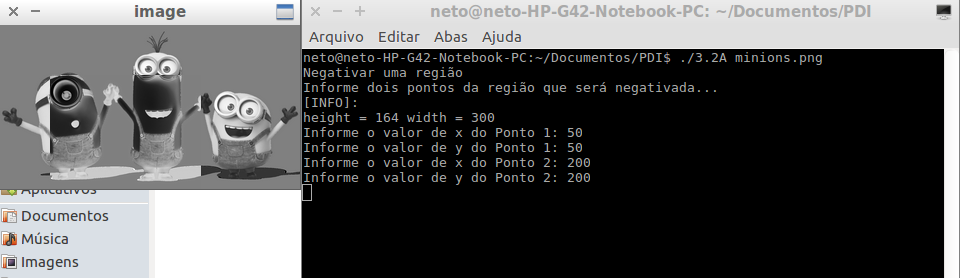 image
neto@neto-HP-G42-Notebook-PC: ~/Documentos/PDI
Arquivo Editar Abas Ajuda
neto@neto-HP-G42-Notebook-PC:~/Documentos/PDI$ ./3.2A minions.png
Negativar uma região
Informe dois pontos da região que será negativada...
[INFO]:
height = 164 width = 300
Informe o valor de x do Ponto 1: 50
Informe o valor de y do Ponto 1: 50
Informe o valor de x do Ponto 2: 200
Informe o valor de y do Ponto 2: 200
Aplicativos
Documentos
Música
Imagens